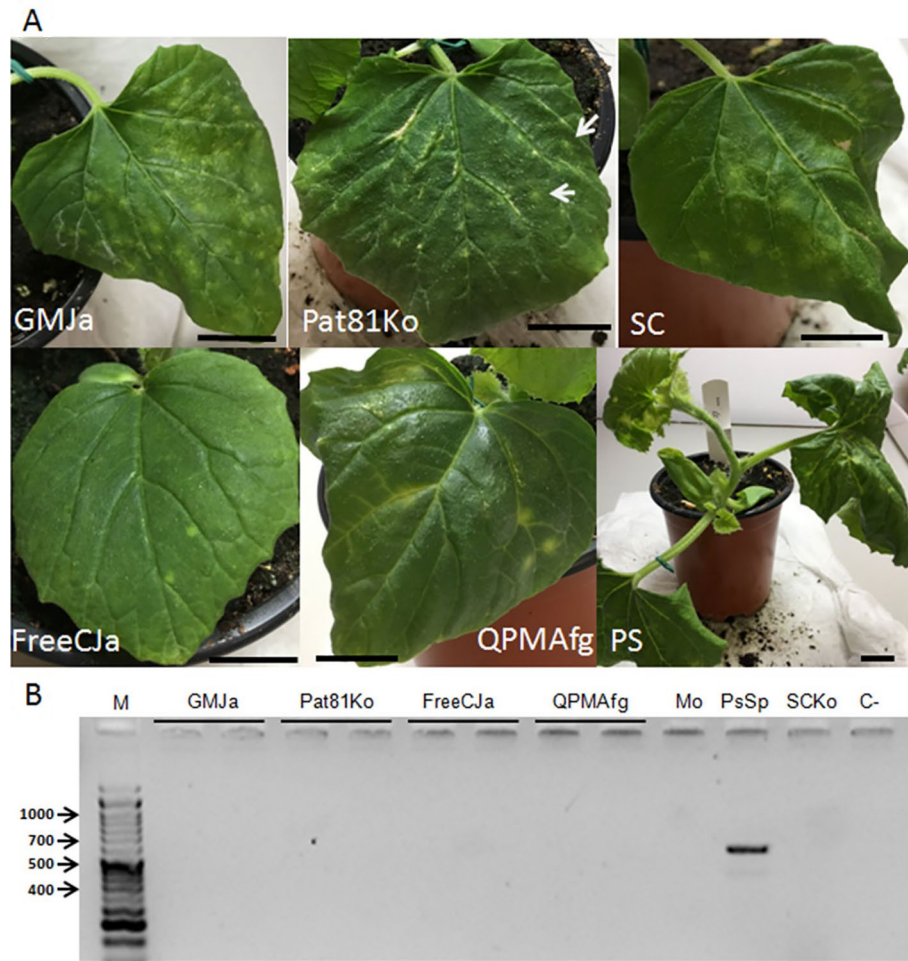 A
GMJa
Pat81Ko
SC
FreeCJa
QPMAfg
PS
B
M GMJa Pat81Ko FreeCJa QPMAfg Mo PsSp SCKo C-
1000
700
500
400